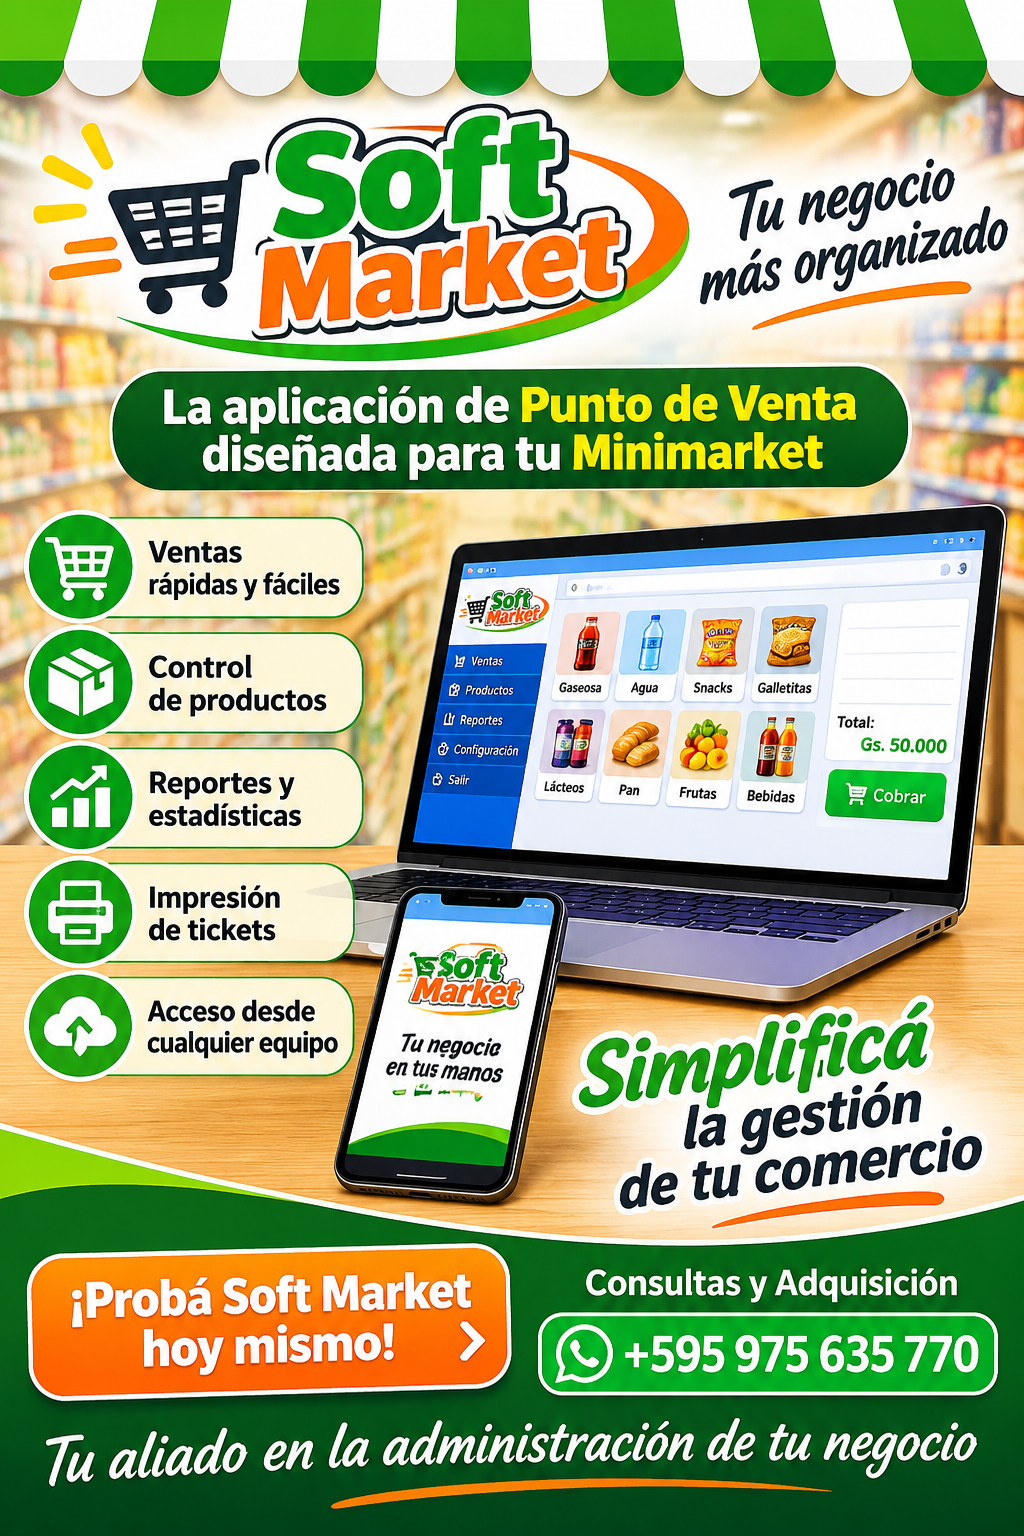 Soft
Market
Tu negocio
más organizado
La aplicación de Punto de Venta
diseñada para tu Minimarket
Ventas
rápidas y fáciles
Control
de productos
Reportes y
estadísticas
Impresión
de tickets
Acceso desde
cualquier equipo
Soft
Market
Ventas
Productos
Reportes
Configuración
Salir
Gaseosa
Agua
Snacks
Galletitas
Lácteos
Pan
Frutas
Bebidas
Total:
Gs. 50.000
Cobrar
Soft
Market
Tu negocio
en tus manos
Simplificá
la gestión
de tu comercio
¡Probá Soft Market
hoy mismo!
Consultas y Adquisición
+595 975 635 770
Tu aliado en la administración de tu negocio